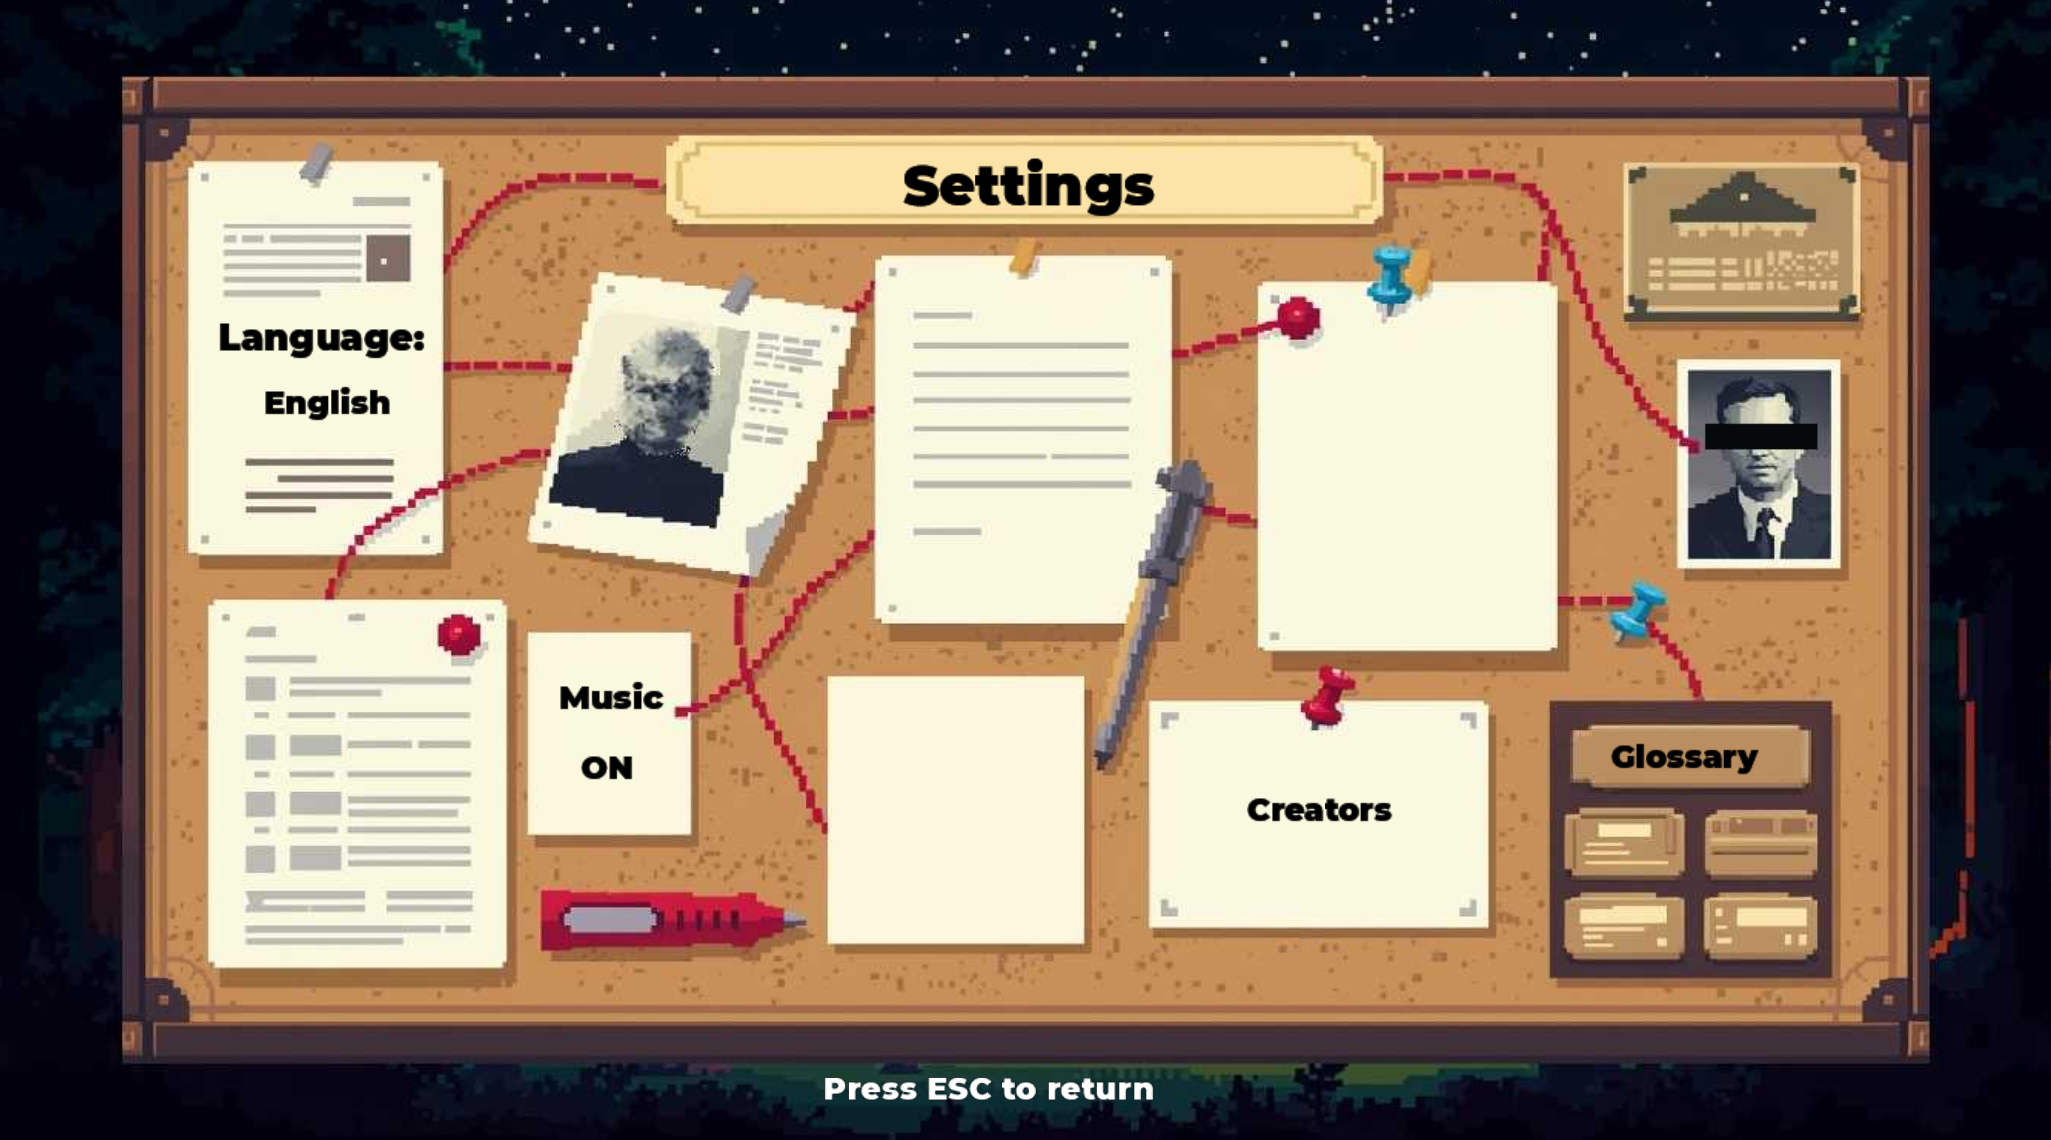 Settings
Language:
English
Music
ON
Creators
Glossary
Press ESC to return